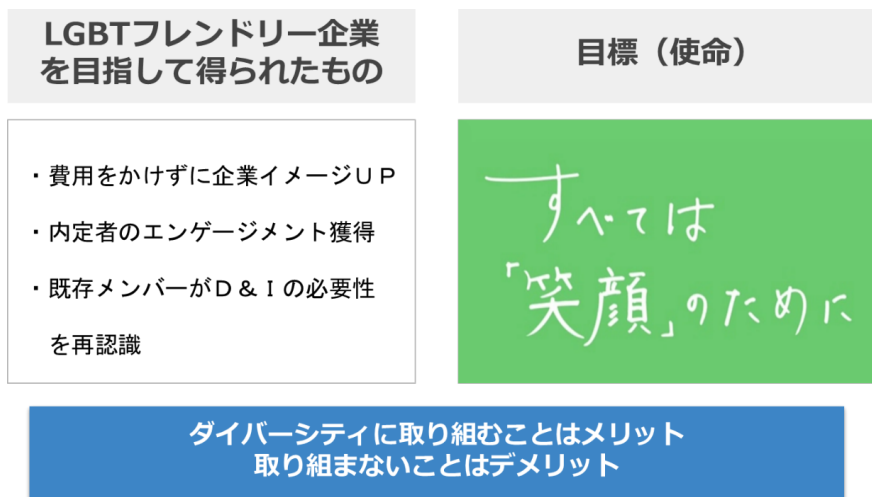 LGBTフレンドリー企業
を目指して得られたもの
・費用をかけずに企業イメージＵＰ
・内定者のエンゲージメント獲得
・既存メンバーがＤ＆Ｉの必要性
を再認識
目標（使命）
すべては
「笑顔」のために
ダイバーシティに取り組むことはメリット
取り組まないことはデメリット